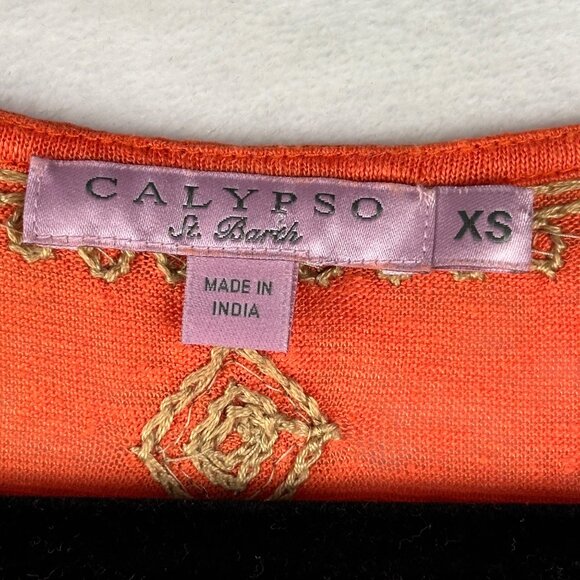 CALYPSO
St. Barth
XS
MADE IN
INDIA